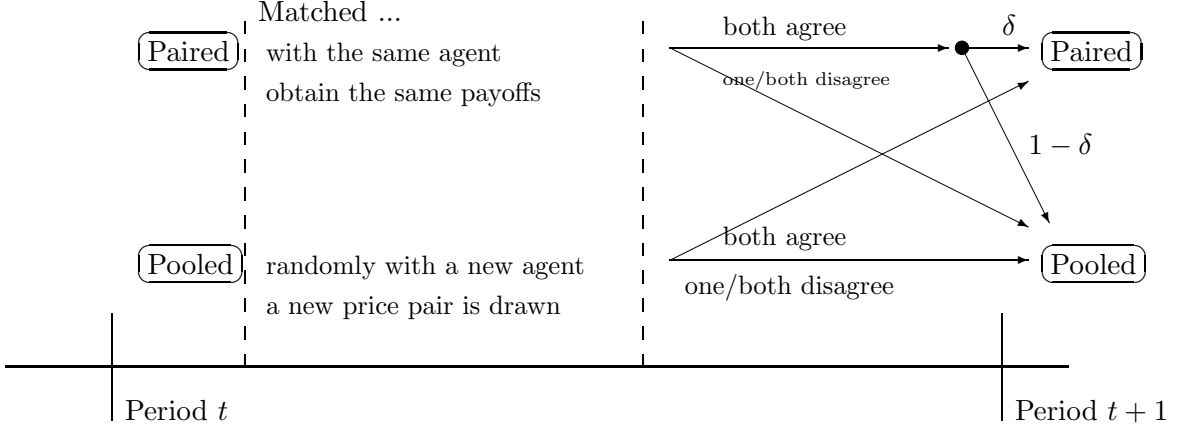 Matched ...
Paired
with the same agent
obtain the same payoffs
both agree
δ
Paired
one/both disagree
1 − δ
Pooled
randomly with a new agent
a new price pair is drawn
both agree
one/both disagree
Pooled
Period t
Period t + 1